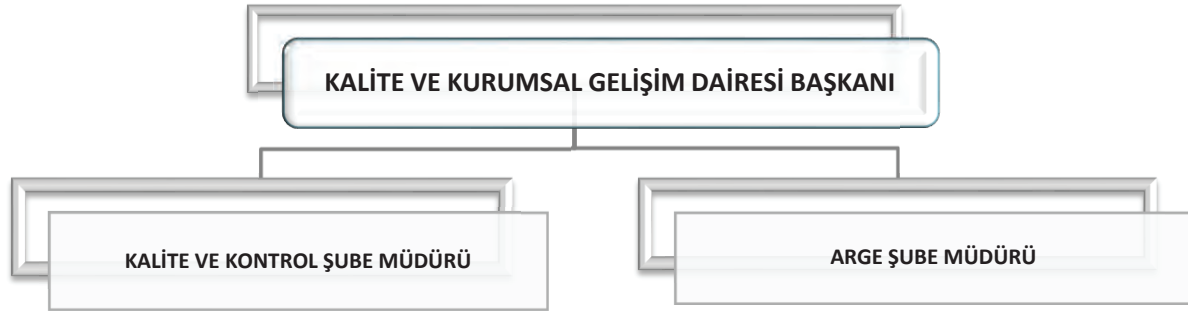 KALİTE VE KURUMSAL GELİŞİM DAİRESİ BAŞKANI
KALİTE VE KONTROL ŞUBE MÜDÜRÜ
ARGE ŞUBE MÜDÜRÜ